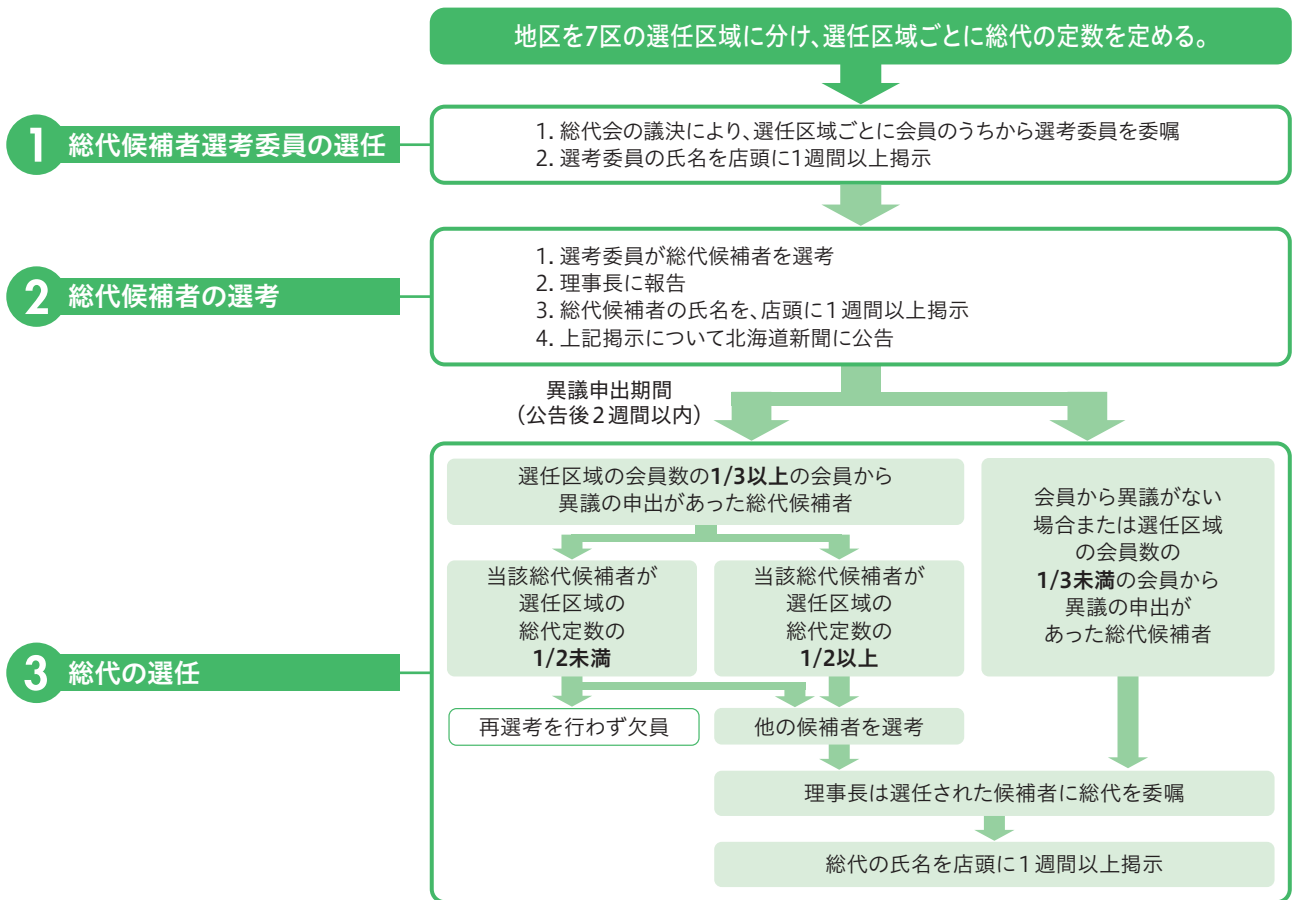 地区を7区の選任区域に分け、選任区域ごとに総代の定数を定める。
1 総代候補者選考委員の選任
1. 総代会の議決により、選任区域ごとに会員のうちから選考委員を委嘱
2. 選考委員の氏名を店頭に1週間以上掲示
2 総代候補者の選考
1. 選考委員が総代候補者を選考
2. 理事長に報告
3. 総代候補者の氏名を、店頭に1週間以上掲示
4. 上記掲示について北海道新聞に公告
異議申出期間
（公告後2週間以内）
3 総代の選任
選任区域の会員数の1/3以上の会員から
異議の申出があった総代候補者
当該総代候補者が
選任区域の
総代定数の
1/2未満
当該総代候補者が
選任区域の
総代定数の
1/2以上
会員から異議がない
場合または選任区域
の会員数の
1/3未満の会員から
異議の申出が
あった総代候補者
再選考を行わず欠員
他の候補者を選考
理事長は選任された候補者に総代を委嘱
総代の氏名を店頭に1週間以上掲示